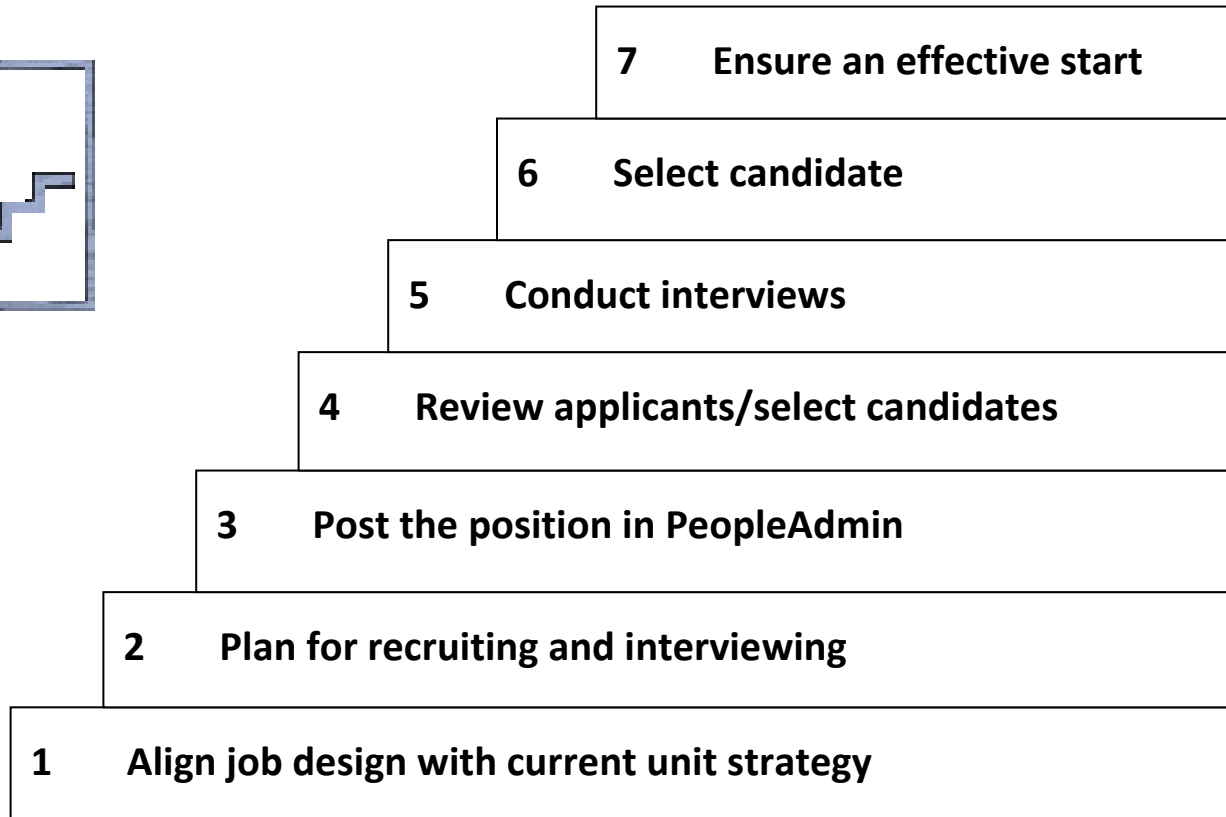 7 Ensure an effective start
6 Select candidate
5 Conduct interviews
4 Review applicants/select candidates
3 Post the position in PeopleAdmin
2 Plan for recruiting and interviewing
1 Align job design with current unit strategy